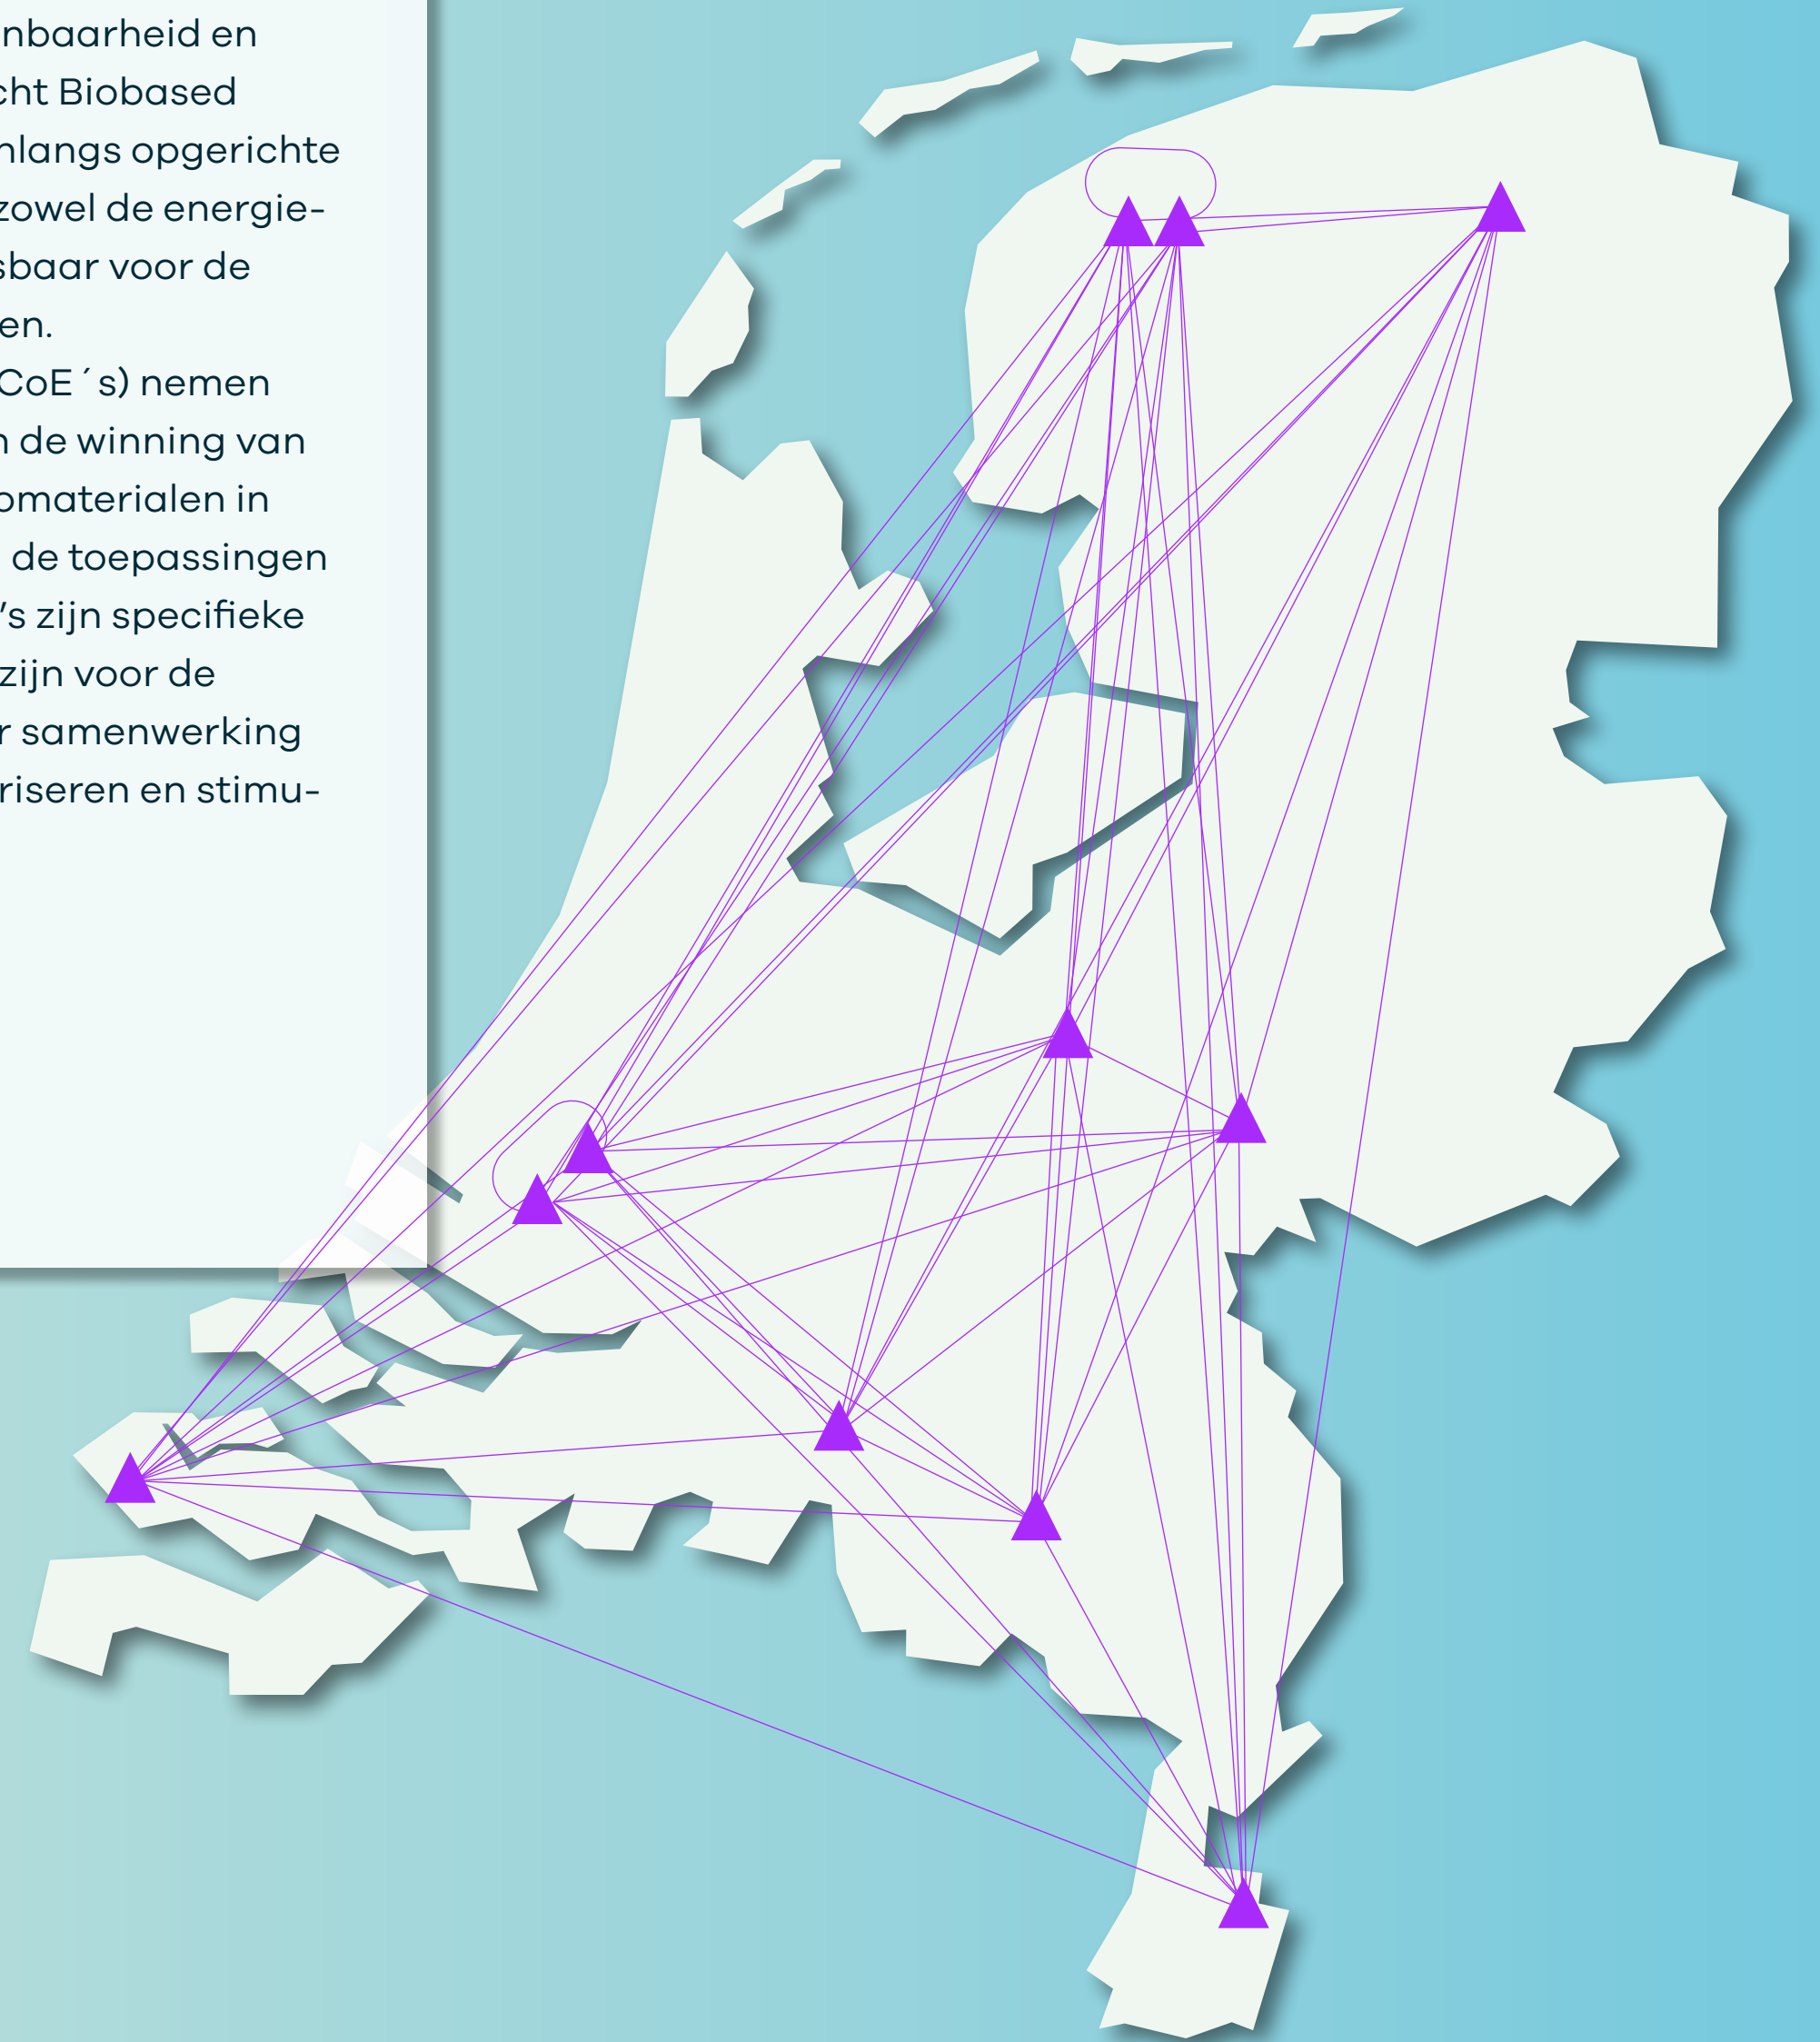 nbaarheid en
cht Biobased
nlangs opgerichte
zowel de energie-
sbaar voor de
en.
CoE´s) nemen
n de winning van
omaterialen in
de toepassingen
’s zijn specifieke
zijn voor de
r samenwerking
riseren en stimu-